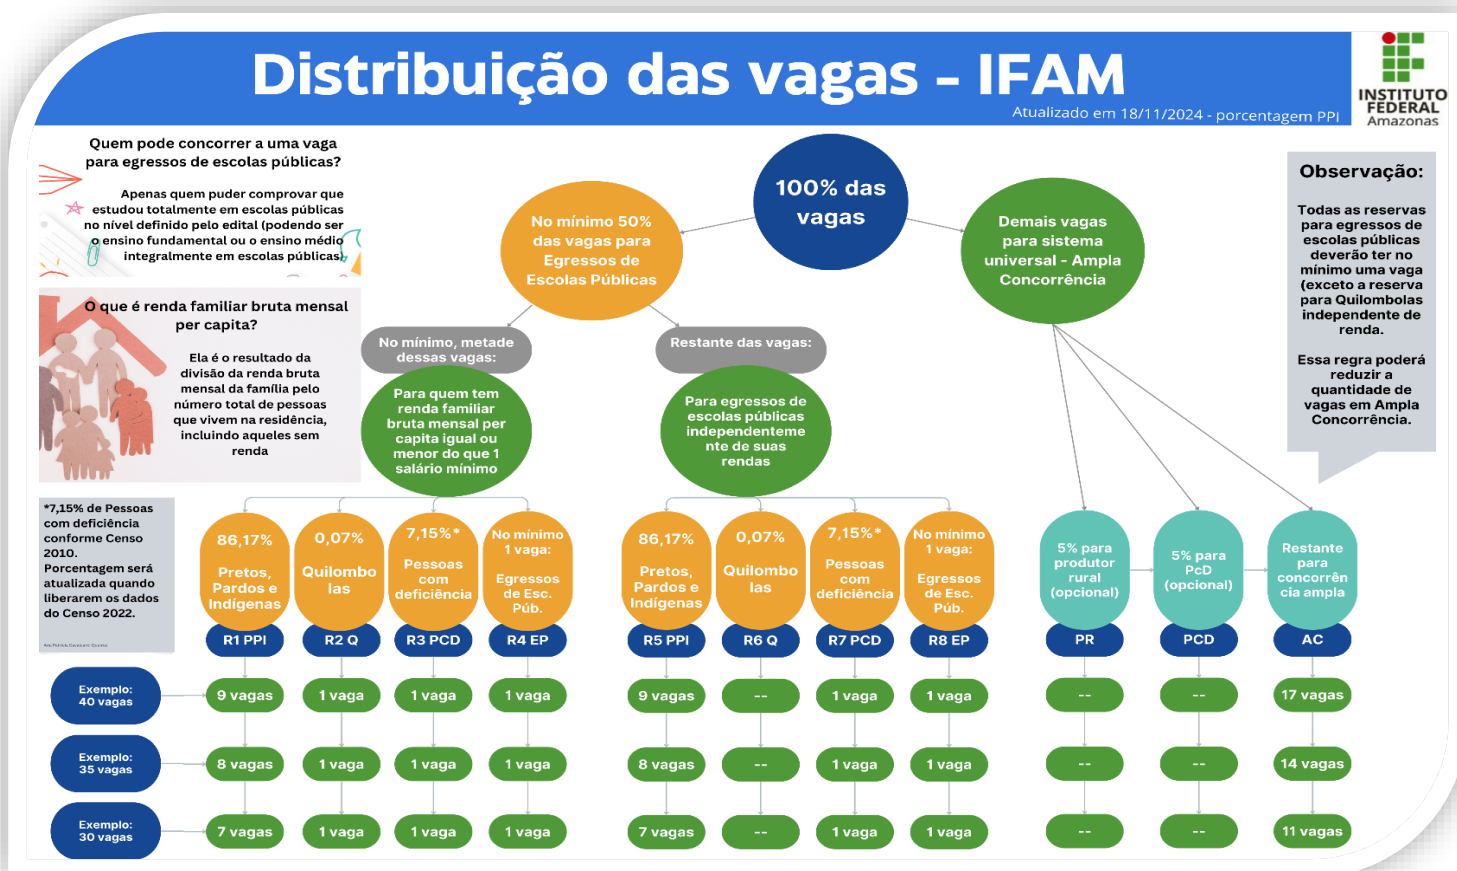 Distribuição das vagas - IFAM
Atualizado em 18/11/2024 - porcentagem PPI
INSTITUTO
FEDERAL
Amazonas
Quem pode concorrer a uma vaga
para egressos de escolas públicas?
Apenas quem puder comprovar que
estudou totalmente em escolas públicas
no nível definido pelo edital (podendo ser
o ensino fundamental ou o ensino médio
integralmente em escolas públicas)
O que é renda familiar bruta mensal
per capita?
Ela é o resultado da
divisão da renda bruta
mensal da família pelo
número total de pessoas
que vivem na residência,
incluindo aqueles sem
renda
*7,15% de Pessoas
com deficiência
conforme Censo
2010.
Porcentagem será
atualizada quando
liberarem os dados
do Censo 2022.
100% das
vagas
No mínimo 50%
das vagas para
Egressos de
Escolas Públicas
Demais vagas
para sistema
universal - Ampla
Concorrência
No mínimo, metade
dessas vagas:
Para quem tem
renda familiar
bruta mensal per
capita igual ou
menor do que 1
salário mínimo
Restante das vagas:
Para egressos de
escolas públicas
independenteme
nte de suas
rendas
Observação:
Todas as reservas
para egressos de
escolas públicas
deverão ter no
mínimo uma vaga
(exceto a reserva
para Quilombolas
independente de
renda.
Essa regra poderá
reduzir a
quantidade de
vagas em Ampla
Concorrência.
86,17%
Pretos,
Pardos e
Indígenas
R1 PPI
0,07%
Quilombo
las
R2 Q
7,15%*
Pessoas
com
deficiência
R3 PCD
No mínimo
1 vaga:
Egressos
de Esc.
Púb.
R4 EP
86,17%
Pretos,
Pardos e
Indígenas
R5 PPI
0,07%
Quilombo
las
R6 Q
7,15%*
Pessoas
com
deficiência
R7 PCD
No mínimo
1 vaga:
Egressos
de Esc.
Púb.
R8 EP
5% para
produtor
rural
(opcional)
PR
5% para
PcD
(opcional)
PCD
Restante
para
concorrên
cia ampla
AC
Exemplo:
40 vagas
9 vagas 1 vaga 1 vaga 1 vaga 9 vagas -- 1 vaga 1 vaga -- -- 17 vagas
Exemplo:
35 vagas
8 vagas 1 vaga 1 vaga 1 vaga 8 vagas -- 1 vaga 1 vaga -- -- 14 vagas
Exemplo:
30 vagas
7 vagas 1 vaga 1 vaga 1 vaga 7 vagas -- 1 vaga 1 vaga -- -- 11 vagas